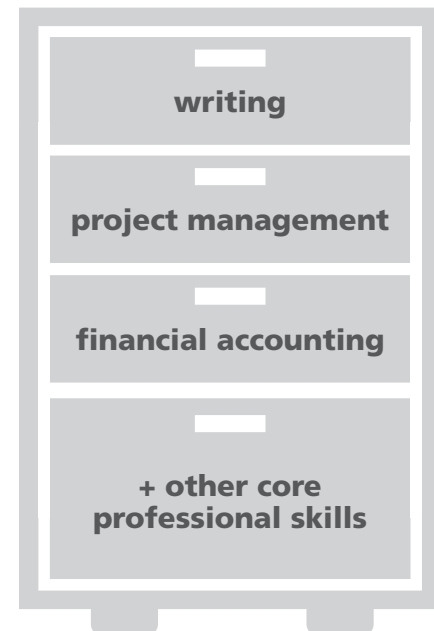 writing
project management
financial accounting
+ other core
professional skills